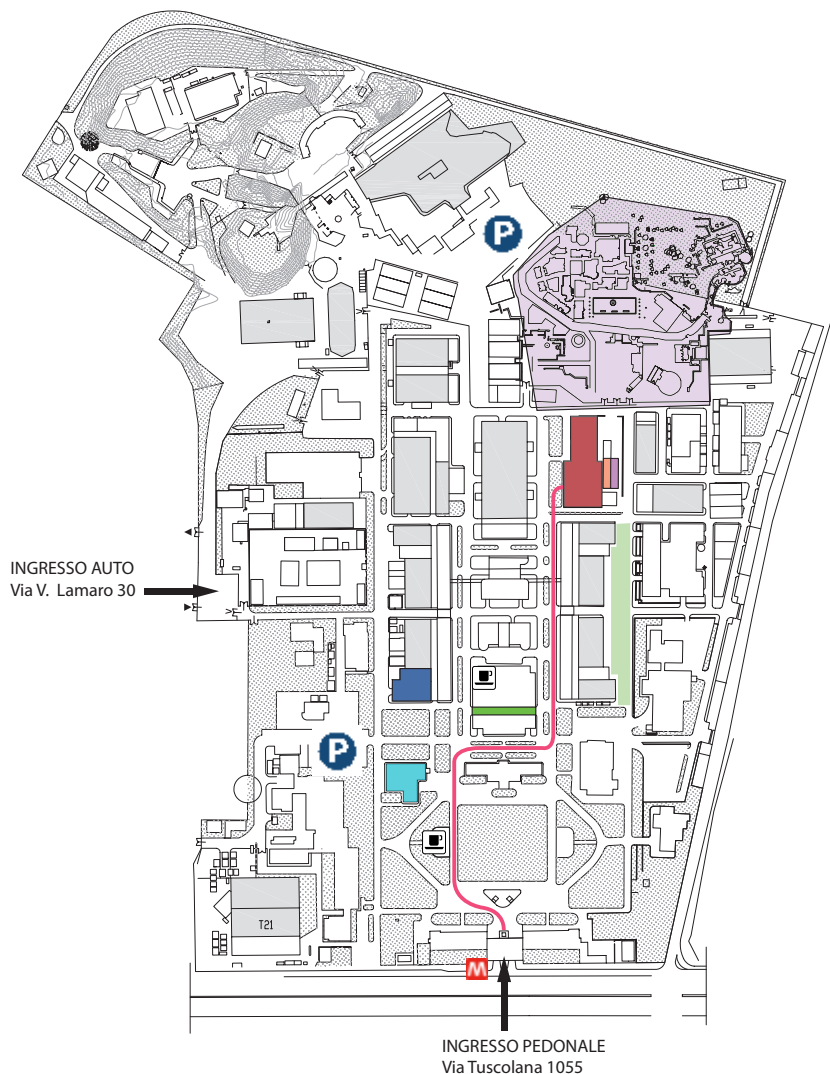 P
INGRESSO AUTO
Via V. Lamaro 30
P
T21
M
INGRESSO PEDONALE
Via Tuscolana 1055